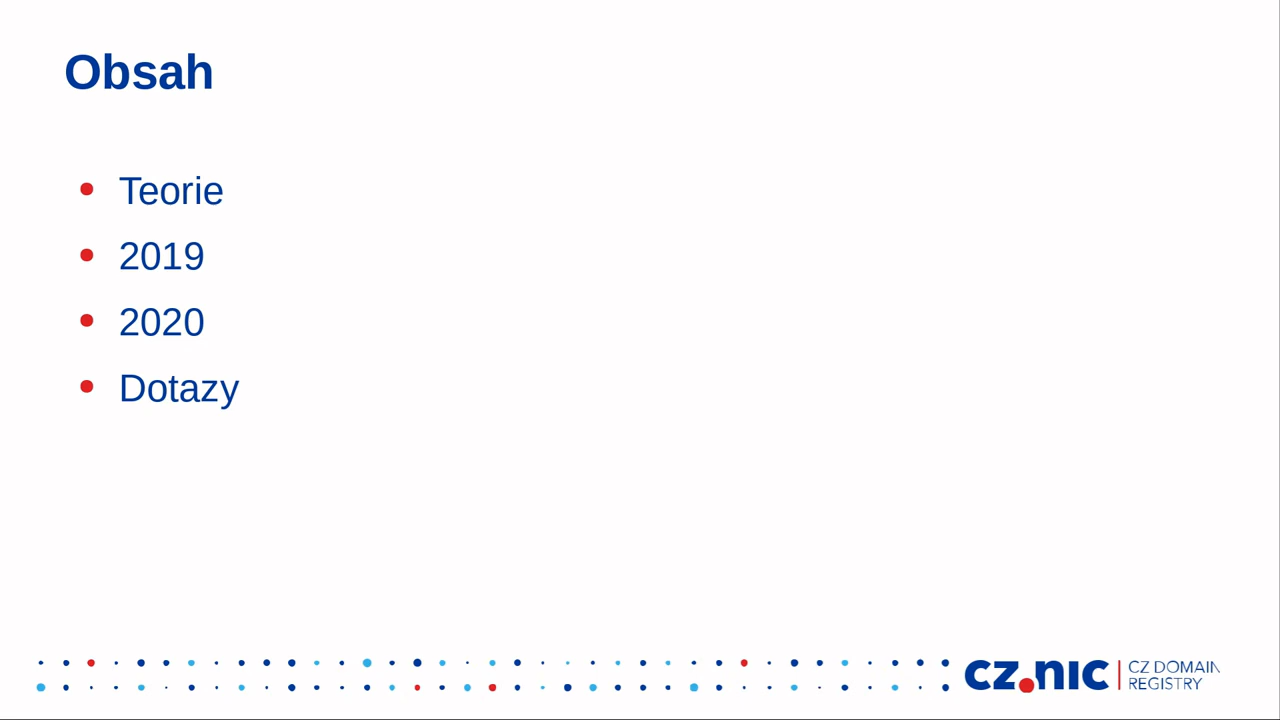 Obsah
Teorie
2019
2020
Dotazy
CZ.NIC
CZ DOMAIN
REGISTRY